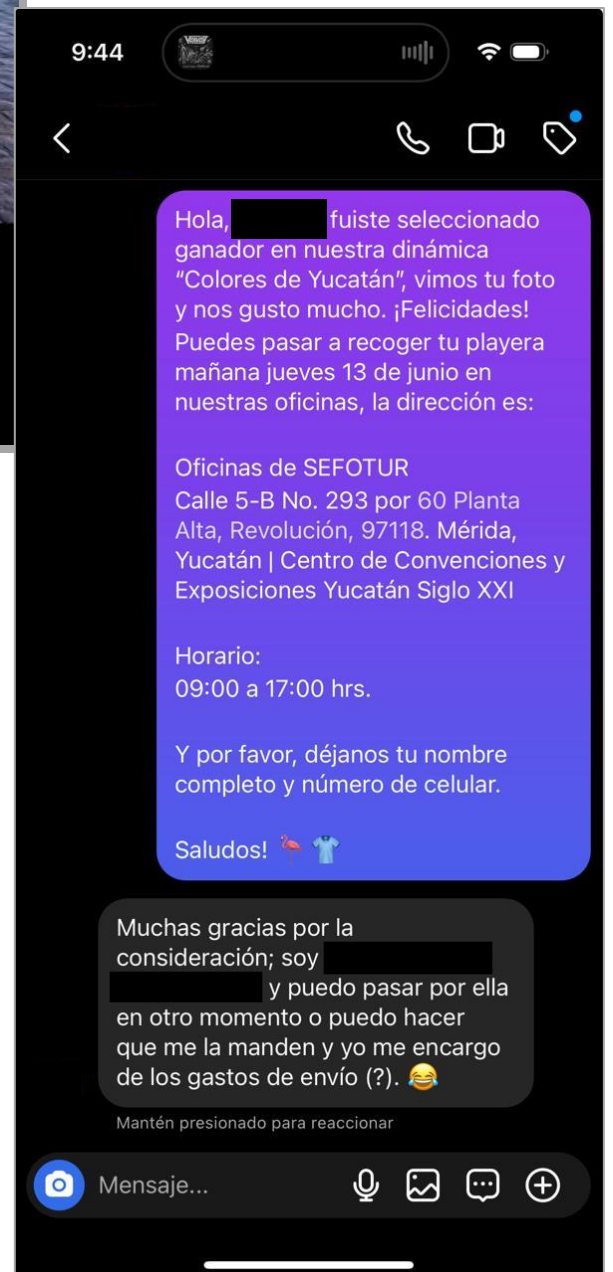 9:44
Hola, fuiste seleccionado
ganador en nuestra dinámica
“Colores de Yucatán”, vimos tu foto
y nos gusto mucho. ¡Felicidades!
Puedes pasar a recoger tu playera
mañana jueves 13 de junio en
nuestras oficinas, la dirección es:
Oficinas de SEFOTUR
Calle 5-B No. 293 por 60 Planta
Alta, Revolución, 97118. Mérida,
Yucatán | Centro de Convenciones y
Exposiciones Yucatán Siglo XXI
Horario:
09:00 a 17:00 hrs.
Y por favor, déjanos tu nombre
completo y número de celular.
Saludos! 🦩 👕
Muchas gracias por la
consideración; soy
y puedo pasar por ella
en otro momento o puedo hacer
que me la manden y yo me encargo
de los gastos de envío (?). 😂
Mantén presionado para reaccionar
Mensaje...